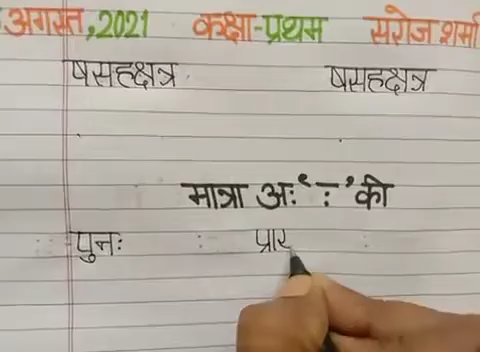 अगस्त,2021 कक्षा-प्रथम सरोज शर्मा
षसहक्षत्र षसहक्षत्र
मात्रा अः ‘ः’ की
पुनः : प्रार :